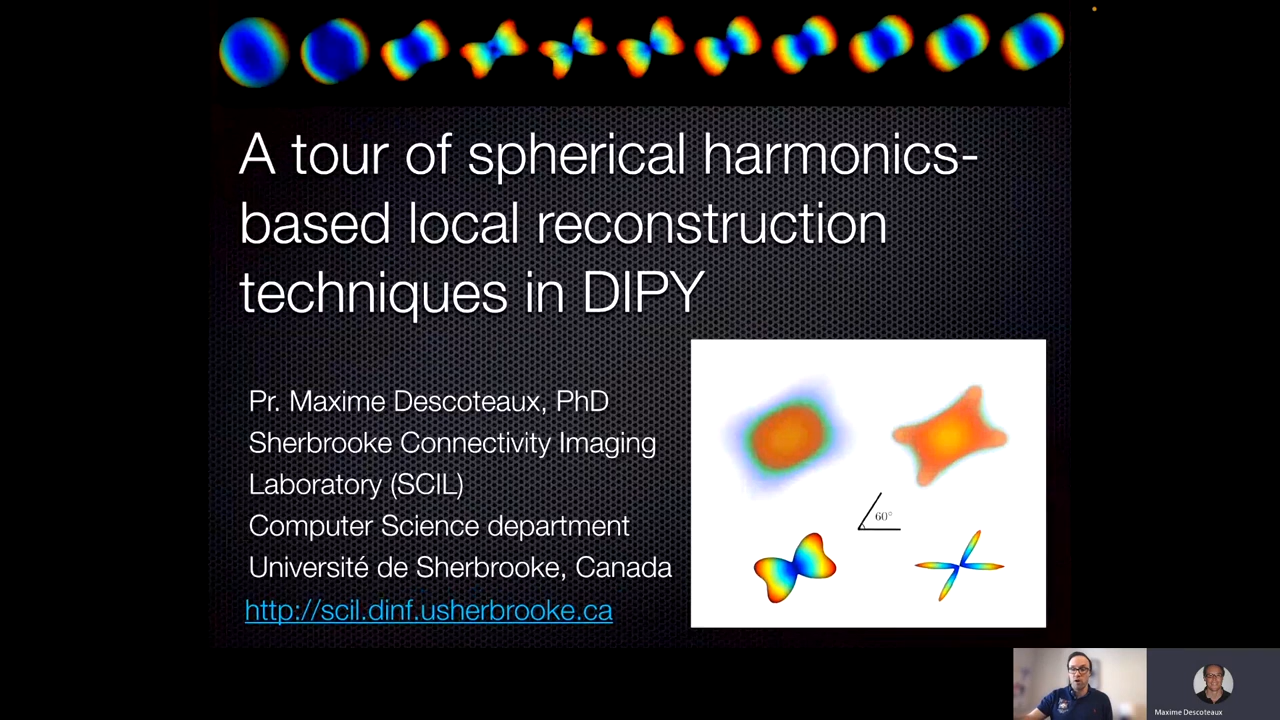 A tour of spherical harmonics-
based local reconstruction
techniques in DIPY
Pr. Maxime Descoteaux, PhD
Sherbrooke Connectivity Imaging
Laboratory (SCIL)
Computer Science department
Université de Sherbrooke, Canada
http://scil.dinf.usherbrooke.ca
60°
Maxime Descoteaux